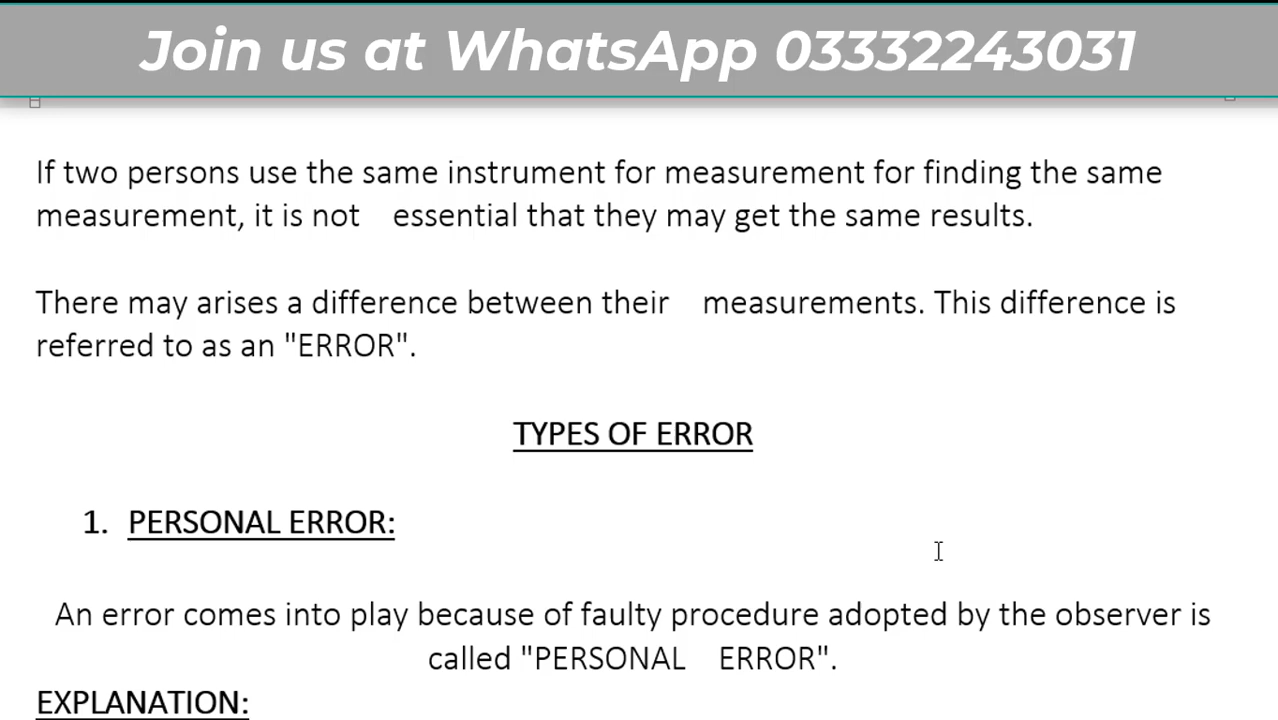 Join us at WhatsApp 03332243031
If two persons use the same instrument for measurement for finding the same
measurement, it is not essential that they may get the same results.
There may arises a difference between their measurements. This difference is
referred to as an "ERROR".
TYPES OF ERROR
1. PERSONAL ERROR:
An error comes into play because of faulty procedure adopted by the observer is
called "PERSONAL ERROR".
EXPLANATION: